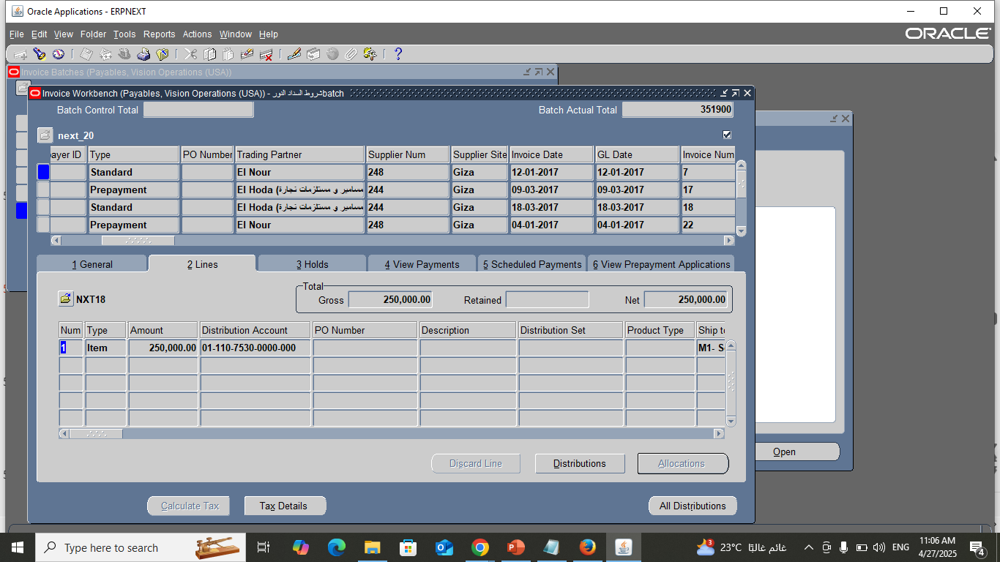 Oracle Applications - ERPNEXT
File Edit View Folder Tools Reports Actions Window Help
ORACLE
Invoice Batches (Payables, Vision Operations (USA))
Invoice Workbench (Payables, Vision Operations (USA)) - شروط السداد النور batch
Batch Control Total
Batch Actual Total 351900
next_20
ayer ID Type PO Number Trading Partner Supplier Num Supplier Site Invoice Date GL Date Invoice Num
Standard El Nour 248 Giza 12-01-2017 12-01-2017 7
Prepayment El Hoda (مسامير و مستلزمات نجارة 244 Giza 09-03-2017 09-03-2017 17
Standard El Hoda (مسامير و مستلزمات نجارة 244 Giza 18-03-2017 18-03-2017 18
Prepayment El Nour 248 Giza 04-01-2017 04-01-2017 22
1 General 2 Lines 3 Holds 4 View Payments 5 Scheduled Payments 6 View Prepayment Applications
Total
NXT18 Gross 250,000.00 Retained Net 250,000.00
Num Type Amount Distribution Account PO Number Description Distribution Set Product Type Ship to
1 Item 250,000.00 01-110-7530-0000-000 M1- S
Discard Line Distributions Allocations
Open
Calculate Tax Tax Details All Distributions
Type here to search
3 23°C غائم غالبًا ENG 11:06 AM
4/27/2025 4